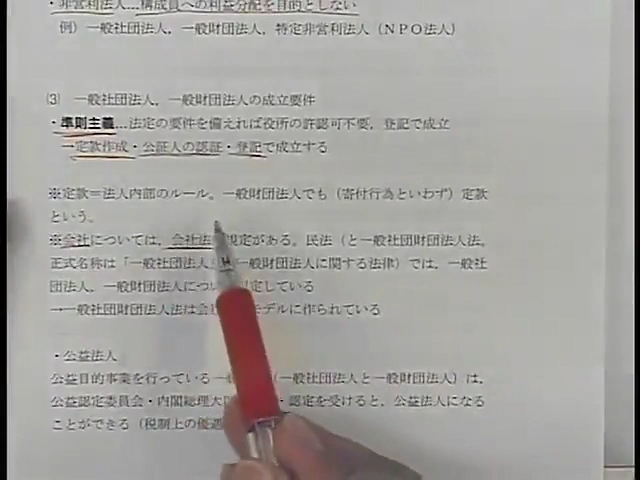 ・非営利法人…構成員への利益分配を目的としない
例）一般社団法人，一般財団法人，特定非営利法人（ＮＰＯ法人）
⑶　一般社団法人，一般財団法人の成立要件
・準則主義…法定の要件を備えれば役所の許認可不要，登記で成立
→定款作成・公証人の認証・登記で成立する
※定款＝法人内部のルール。一般財団法人でも（寄付行為といわず）定款
という。
※会社については，会社法 規定がある。民法（と一般社団財団法人法。
正式名称は「一般社団法人 一般財団法人に関する法律）では，一般社
団法人，一般財団法人につい 定している
→一般社団財団法人法は会 モデルに作られている
・公益法人
公益目的事業を行っている一 （一般社団法人と一般財団法人）は，
公益認定委員会・内閣総理大 ・認定を受けると，公益法人になる
ことができる（税制上の優遇